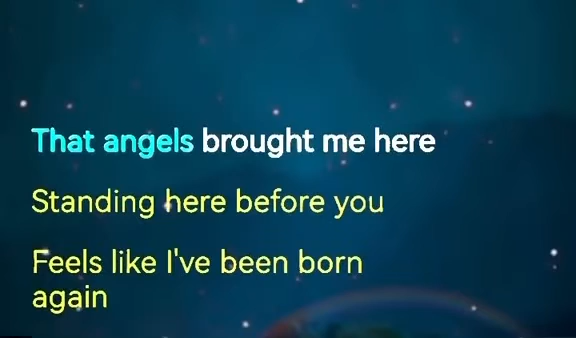 That angels brought me here
Standing here before you
Feels like I've been born
again